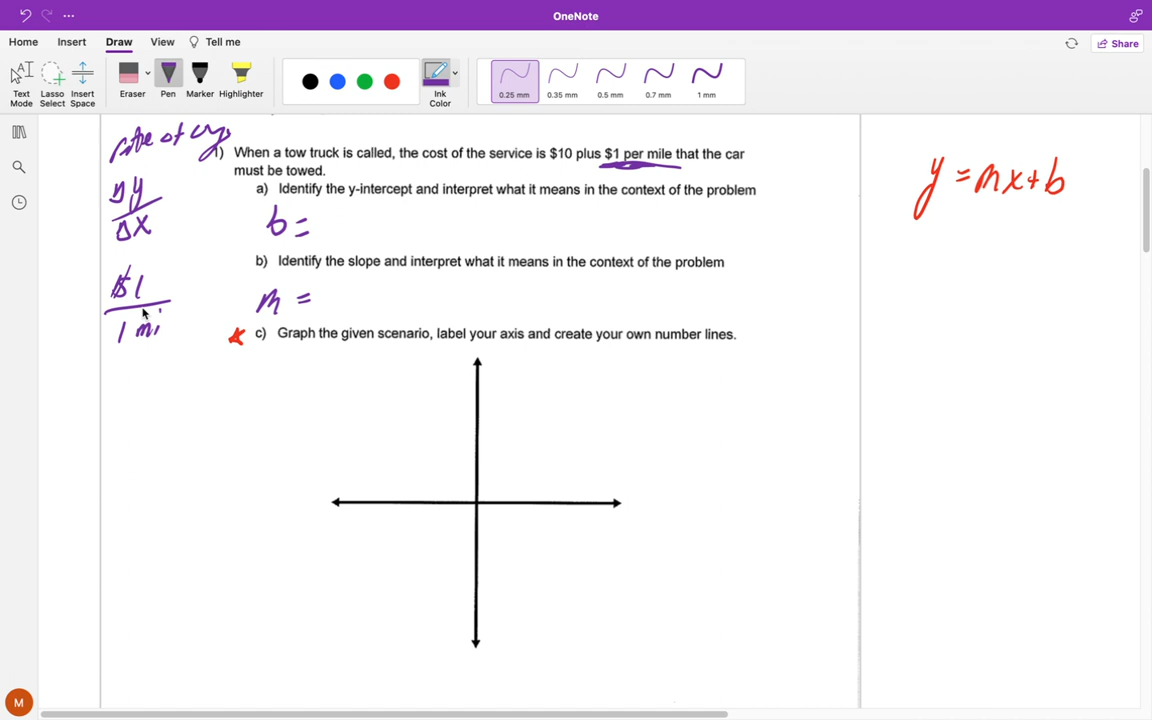 OneNote
Home Insert Draw View Tell me
Share
Text Mode
Lasso Select
Insert Space
Eraser
Pen
Marker
Highlighter
Ink Color
0.25 mm
0.35 mm
0.5 mm
0.7 mm
1 mm
rate of
1) When a tow truck is called, the cost of the service is $10 plus $1 per mile that the car
must be towed.
y = mx + b
a) Identify the y-intercept and interpret what it means in the context of the problem
Δy
Δx
b =
b) Identify the slope and interpret what it means in the context of the problem
$1
1 mi
m =
c) Graph the given scenario, label your axis and create your own number lines.
M